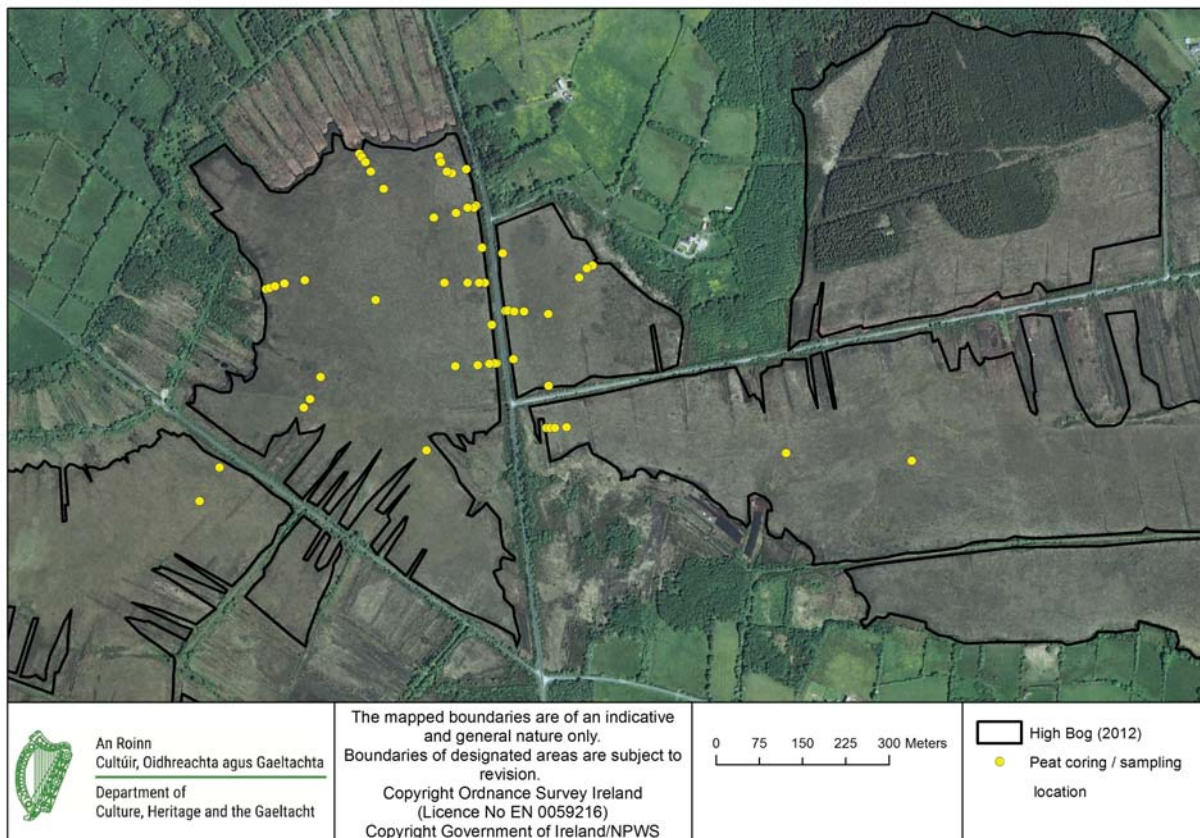 An Roinn
Cultúir, Oidhreachta agus Gaeltachta
Department of
Culture, Heritage and the Gaeltacht
The mapped boundaries are of an indicative
and general nature only.
Boundaries of designated areas are subject to
revision.
Copyright Ordnance Survey Ireland
(Licence No EN 0059216)
Copyright Government of Ireland/NPWS
0 75 150 225 300 Meters
High Bog (2012)
Peat coring / sampling
location